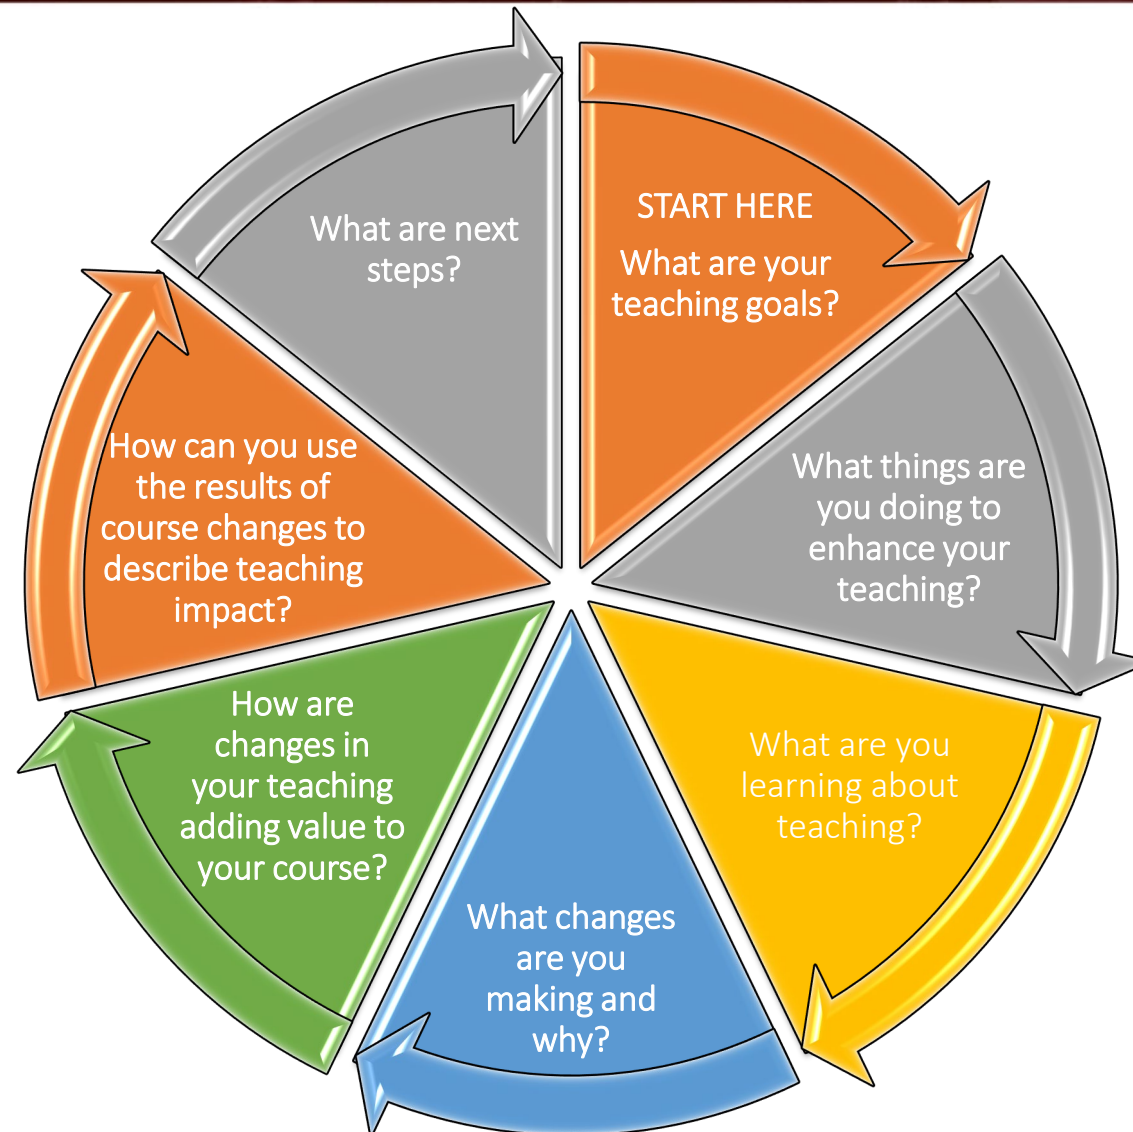 START HERE
What are your
teaching goals?
What things are
you doing to
enhance your
teaching?
What are you
learning about
teaching?
What changes
are you
making and
why?
How are
changes in
your teaching
adding value to
your course?
How can you use
the results of
course changes to
describe teaching
impact?
What are next
steps?